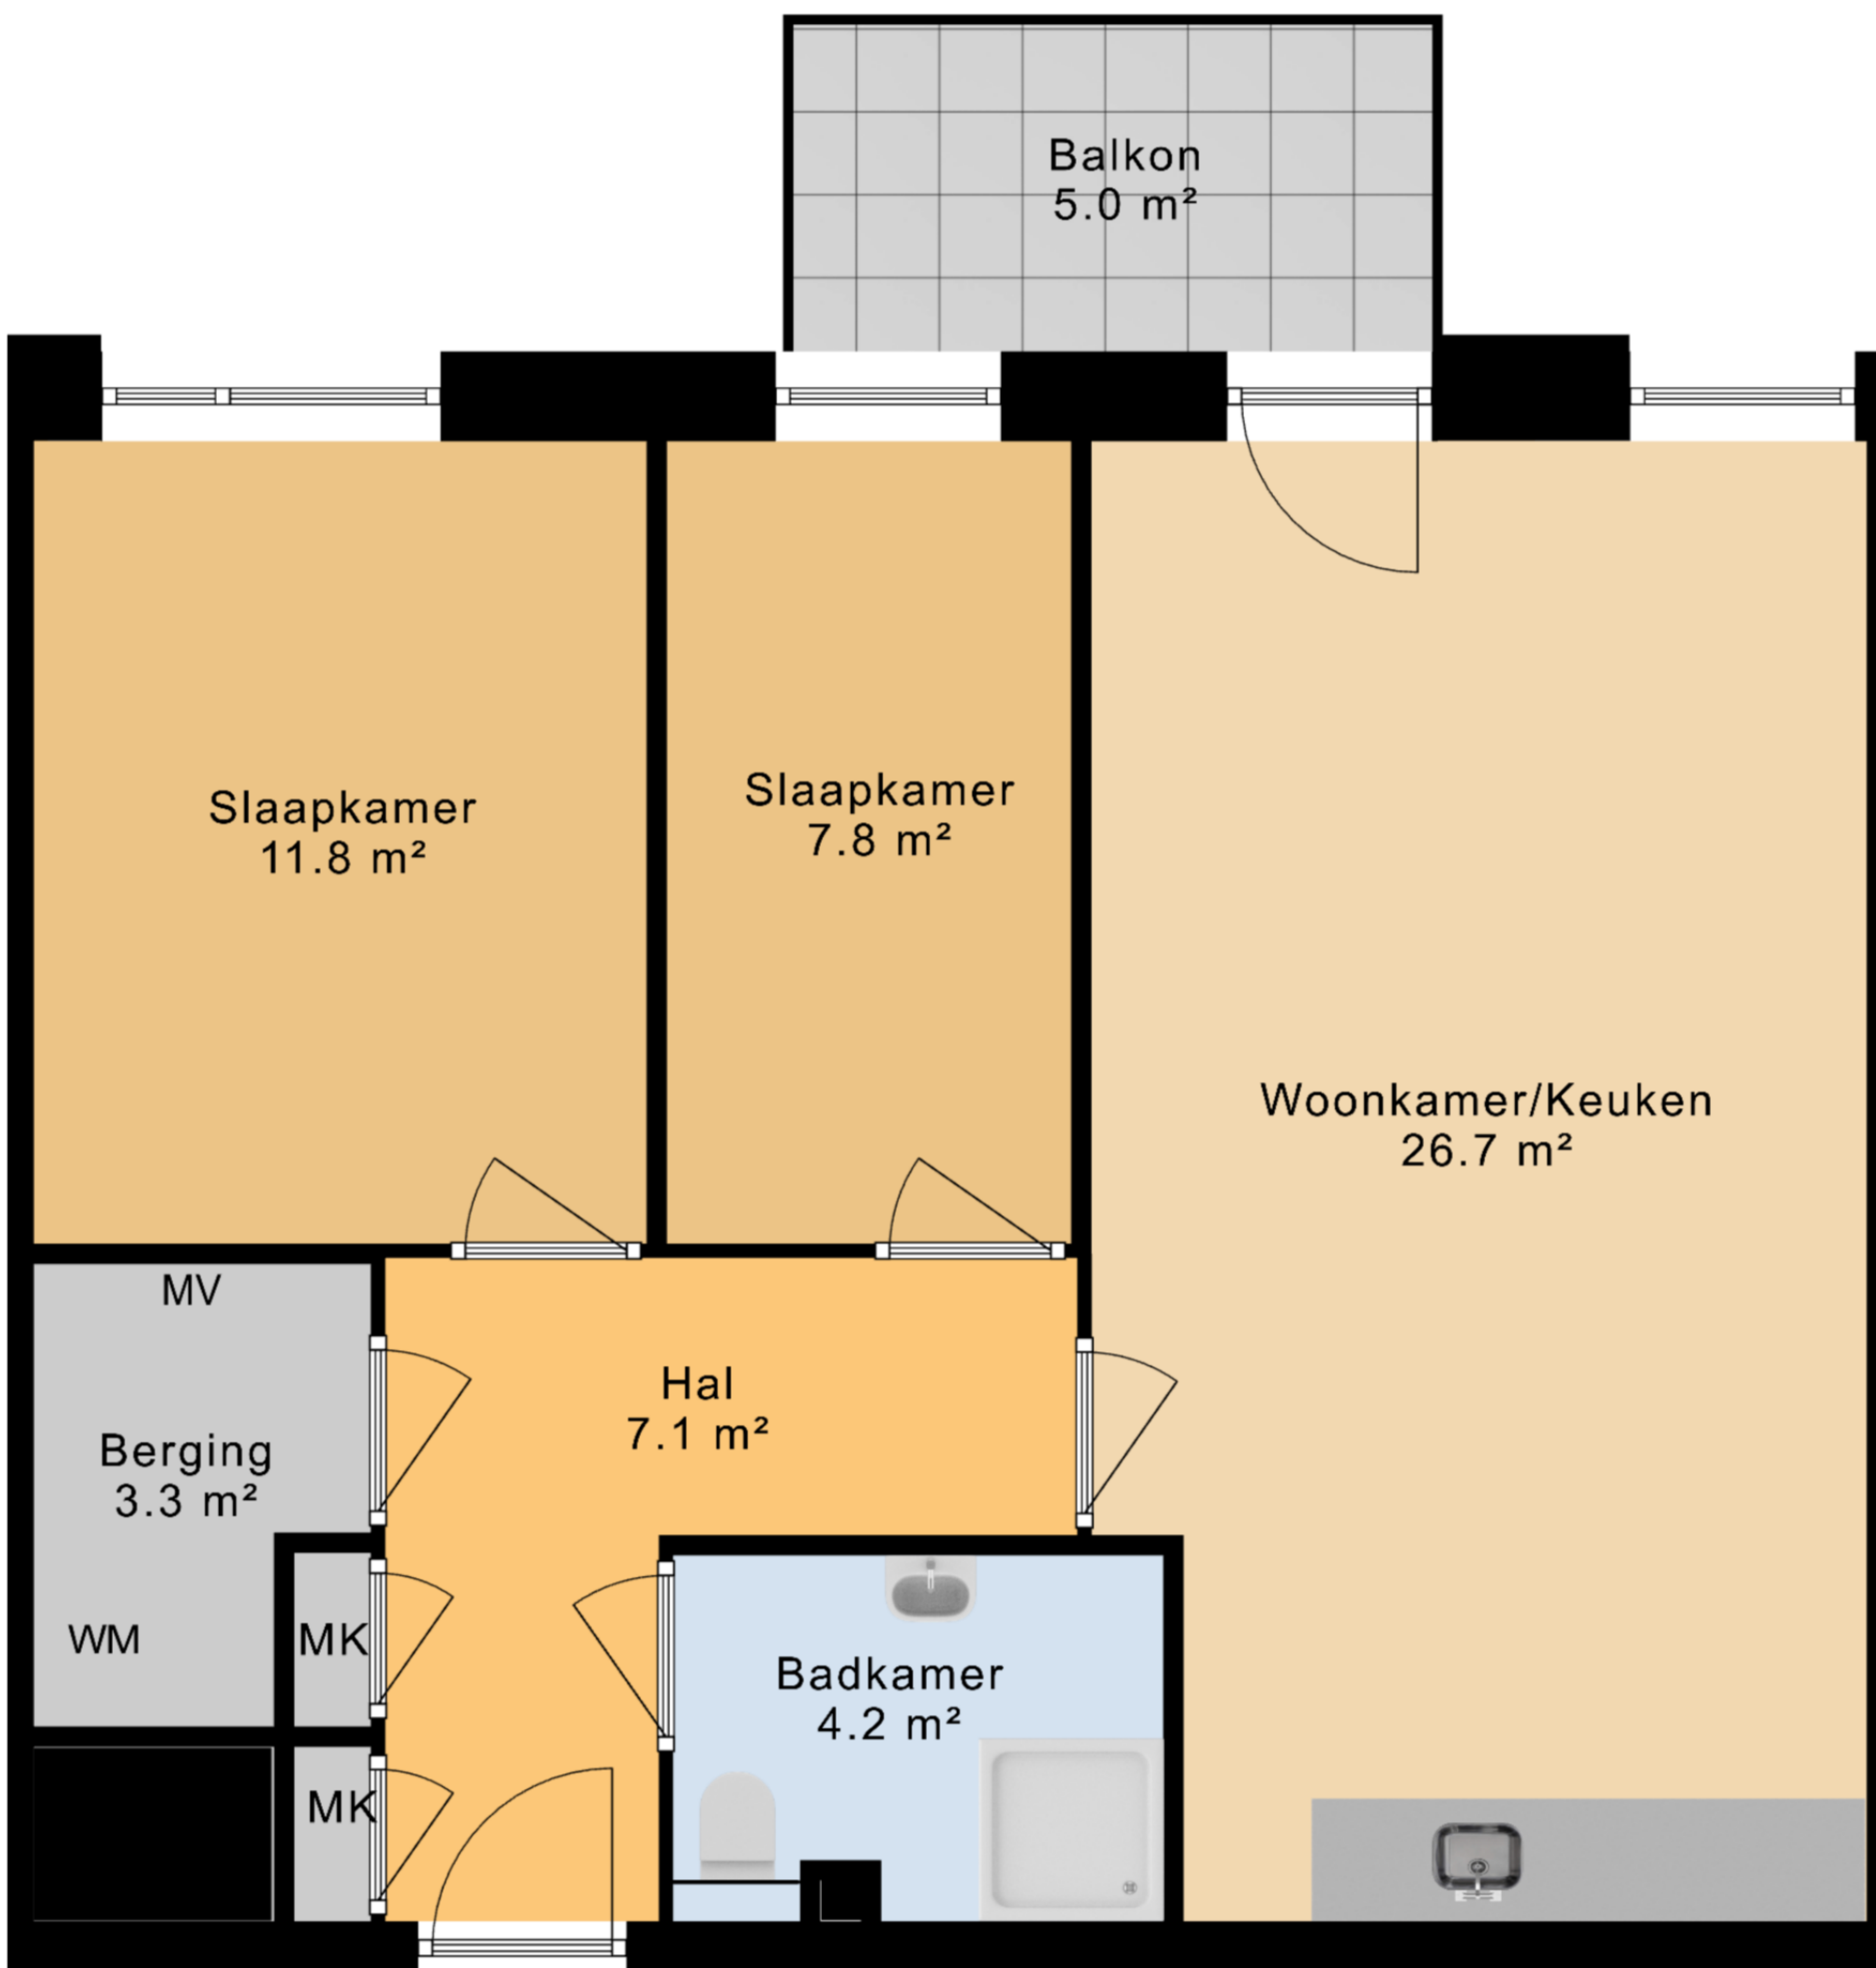 Balkon
5.0 m²
Slaapkamer
11.8 m²
Slaapkamer
7.8 m²
Woonkamer/Keuken
26.7 m²
MV
Hal
7.1 m²
Berging
3.3 m²
WM
MK
Badkamer
4.2 m²
MK